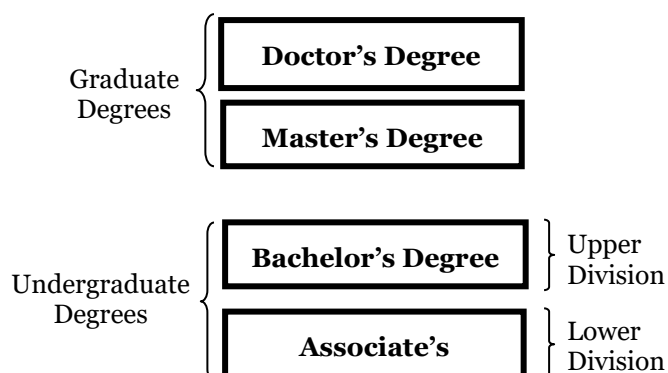 Doctor’s Degree
Graduate
Degrees
Master’s Degree
Bachelor’s Degree
Upper
Division
Undergraduate
Degrees
Associate’s
Lower
Division